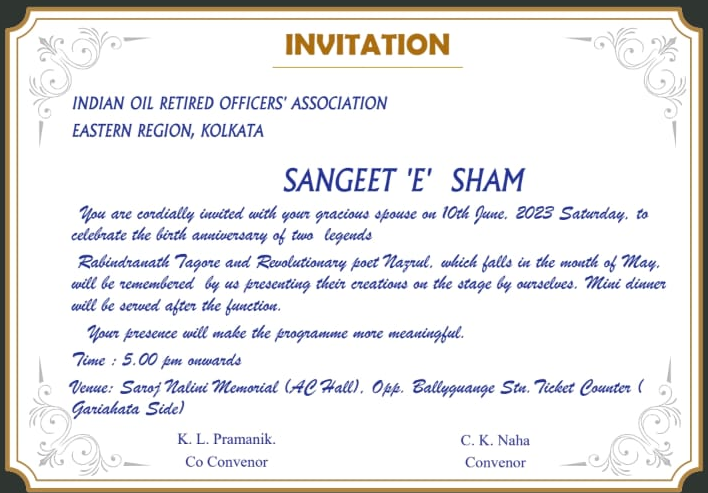 INVITATION
INDIAN OIL RETIRED OFFICERS' ASSOCIATION
EASTERN REGION, KOLKATA
SANGEET 'E' SHAM
You are cordially invited with your gracious spouse on 10th June, 2023 Saturday, to
celebrate the birth anniversary of two legends
Rabindranath Tagore and Revolutionary poet Nazrul, which falls in the month of May,
will be remembered by us presenting their creations on the stage by ourselves. Mini dinner
will be served after the function.
Your presence will make the programme more meaningful.
Time : 5.00 pm onwards
Venue: Saroj Nalini Memorial (AC Hall), Opp. Ballyguange Stn. Ticket Counter (
Gariahata Side)
K. L. Pramanik.
Co Convenor
C. K. Naha
Convenor